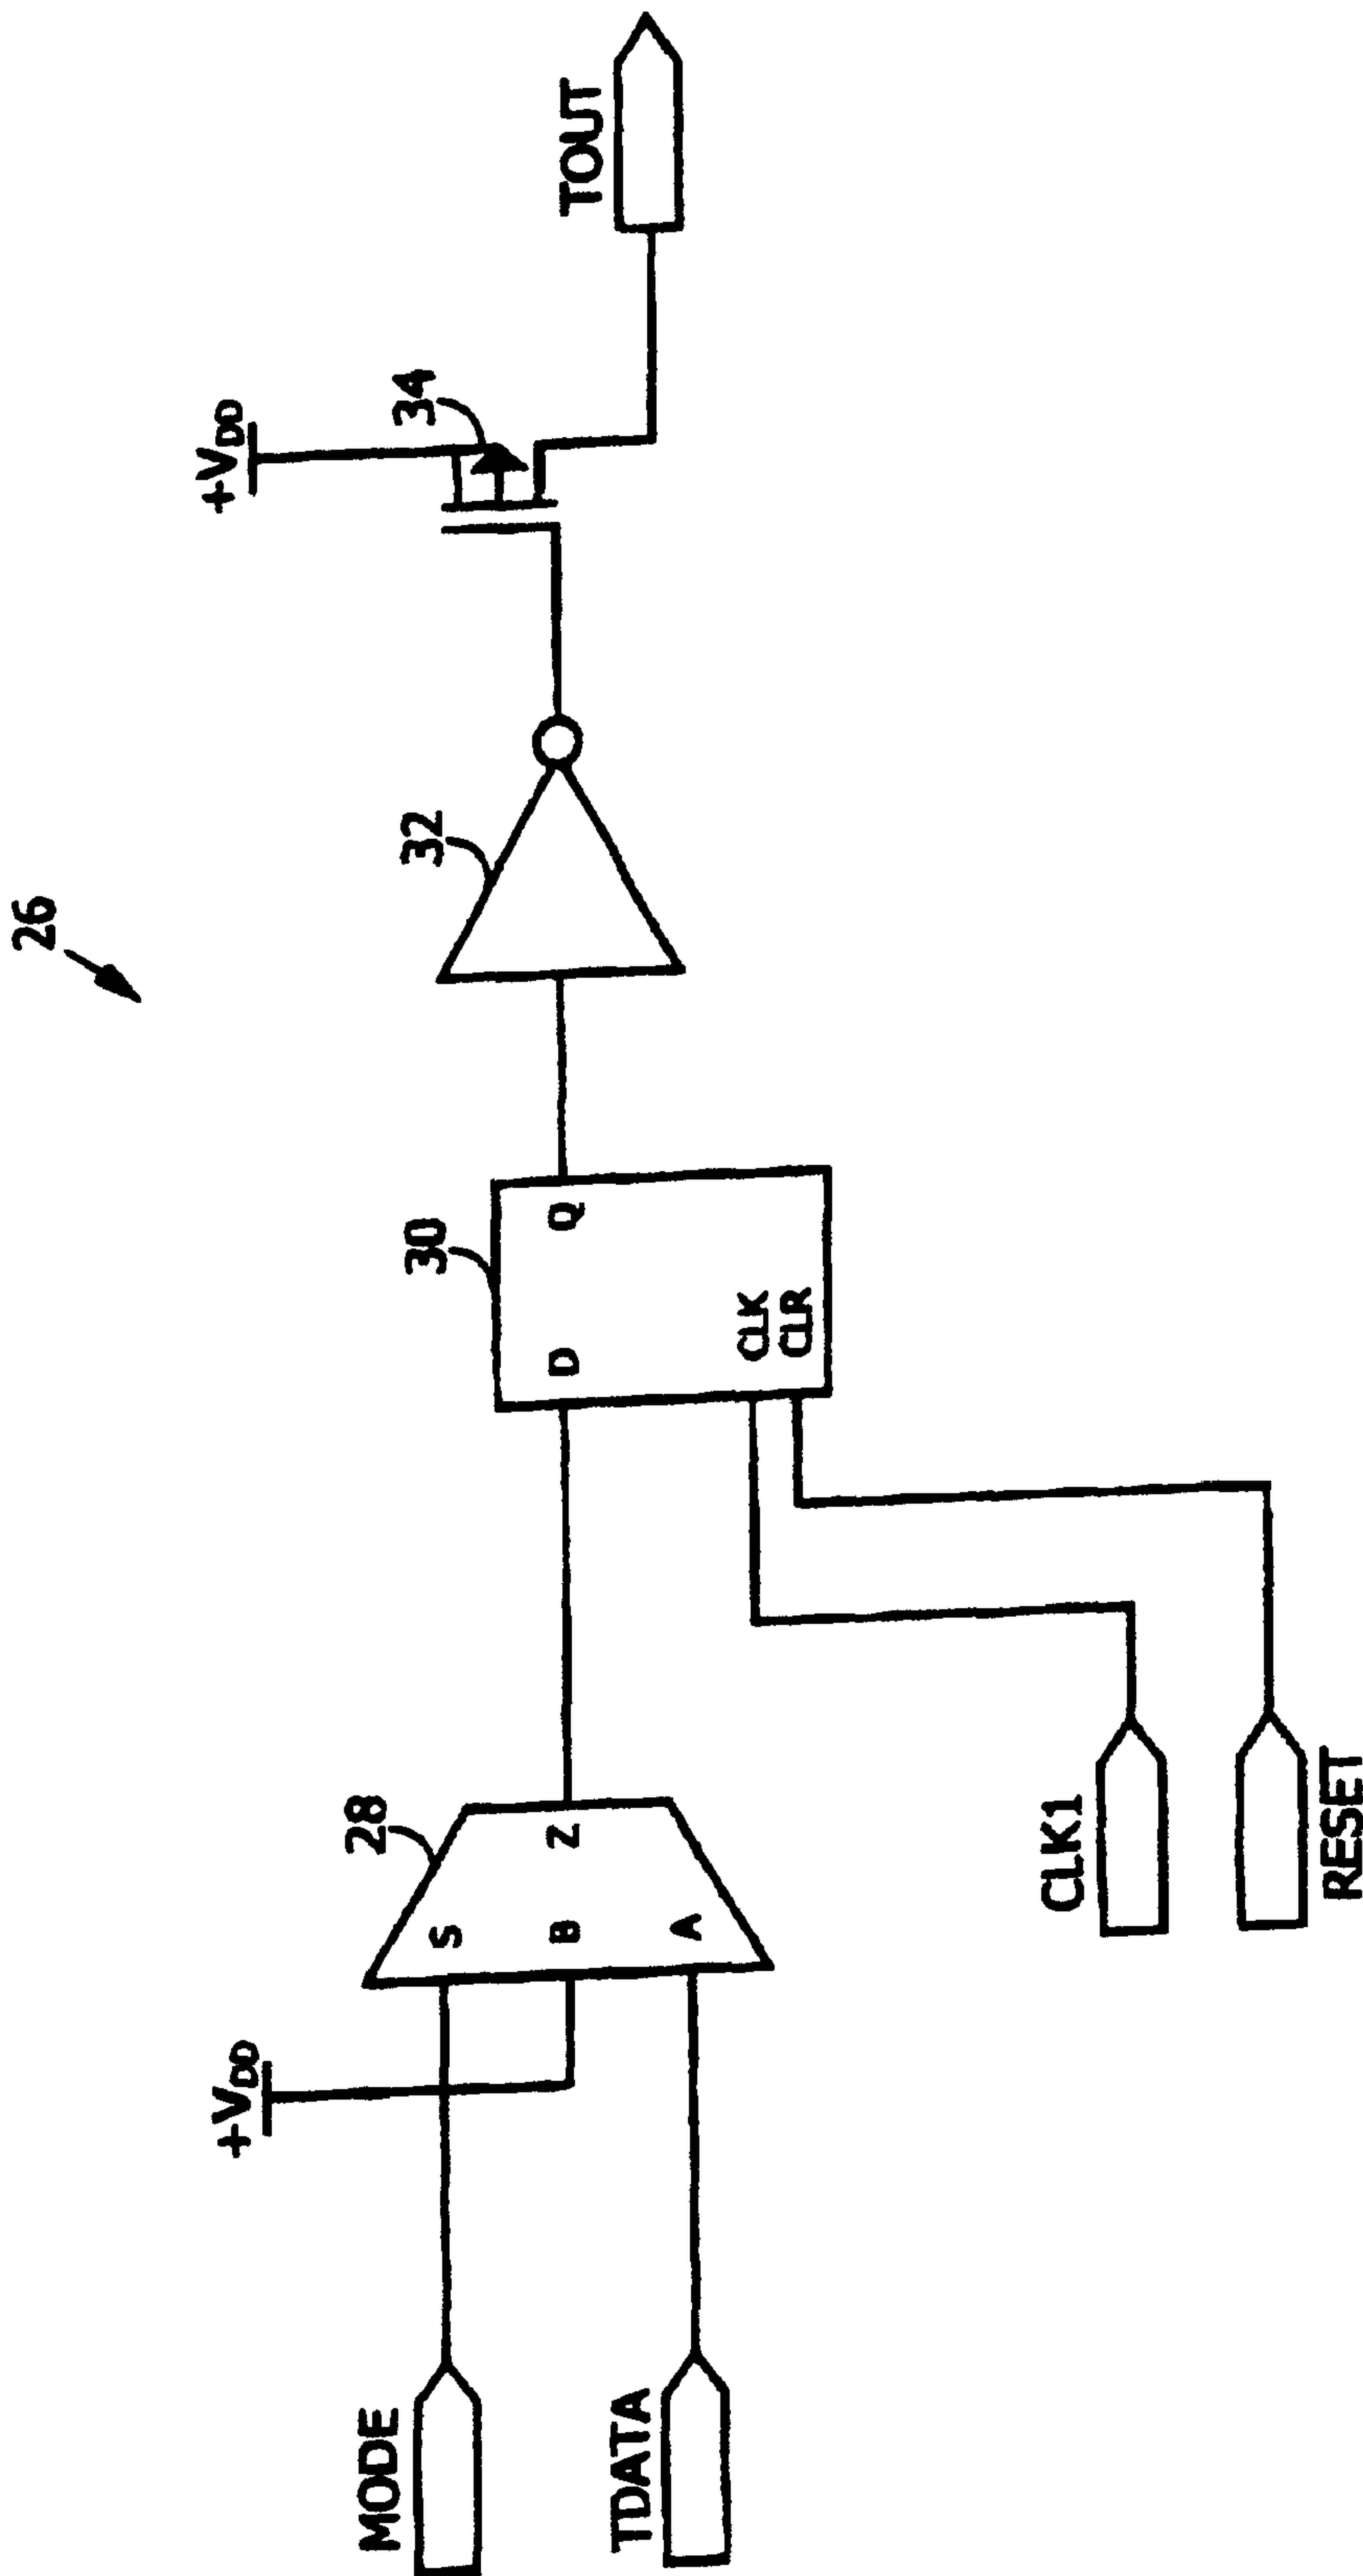 26
+VDD
34
TOUT
32
30
D
Q
CLK
CLR
28
S
B
A
Z
+VDD
MODE
TDATA
CLK1
RESET